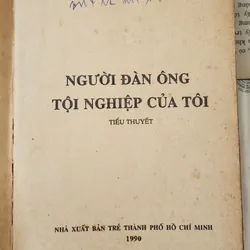 NGƯỜI ĐÀN ÔNG
TỘI NGHIỆP CỦA TÔI
TIỂU THUYẾT
NHÀ XUẤT BẢN TRẺ THÀNH PHỐ HỒ CHÍ MINH
1990